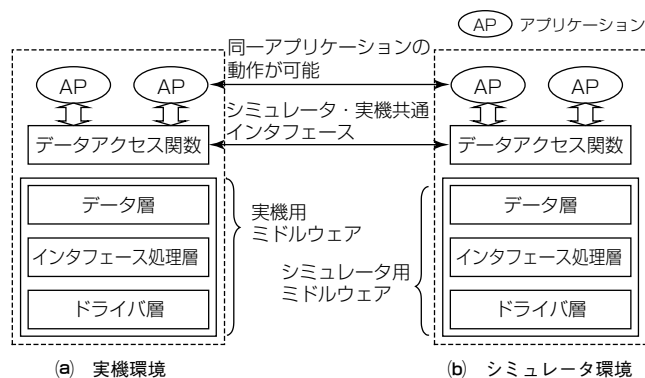 AP アプリケーション
同一アプリケーションの
動作が可能
AP AP AP AP
シミュレータ・実機共通
インタフェース
データアクセス関数 データアクセス関数
データ層 データ層
実機用
ミドルウェア
インタフェース処理層 インタフェース処理層
シミュレータ用
ミドルウェア
ドライバ層 ドライバ層
(a) 実機環境 (b) シミュレータ環境